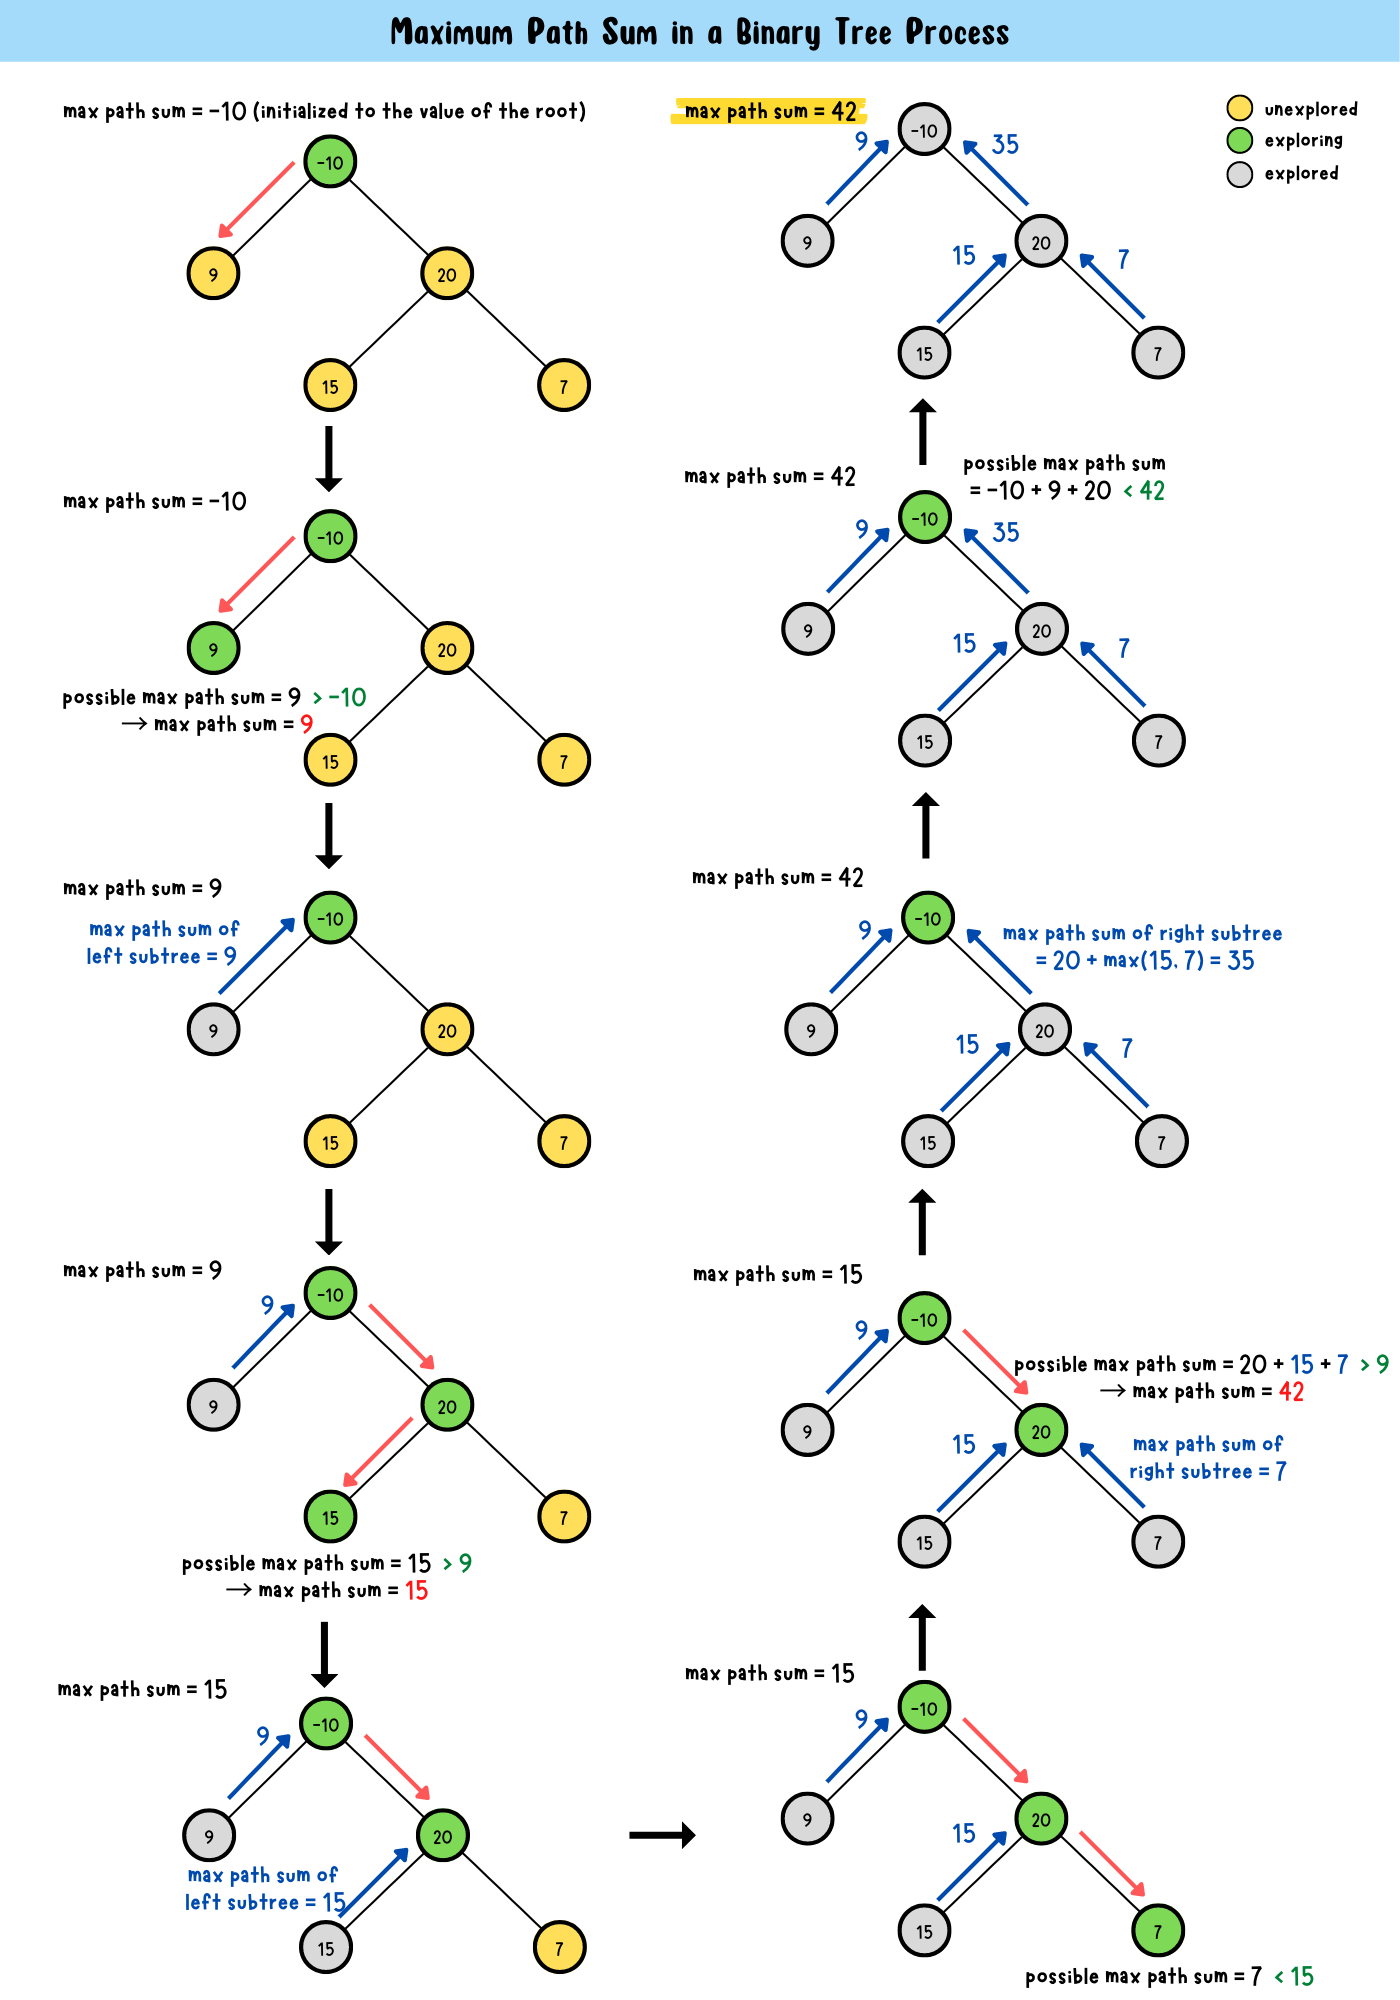 Maximum Path Sum in a Binary Tree Process
max path sum = -10 (initialized to the value of the root)
-10
9
20
15
7
max path sum = -10
-10
9
20
possible max path sum = 9 > -10
→ max path sum = 9
15
7
max path sum = 9
max path sum of
left subtree = 9
-10
9
20
15
7
max path sum = 9
9
-10
9
20
15
7
possible max path sum = 15 > 9
→ max path sum = 15
max path sum = 15
9
-10
9
20
max path sum of
left subtree = 15
15
7
max path sum = 15
9
-10
9
20
15
15
7
possible max path sum = 7 < 15
max path sum = 15
9
-10
possible max path sum = 20 + 15 + 7 > 9
→ max path sum = 42
9
20
15
max path sum of
right subtree = 7
15
7
max path sum = 42
9
-10
max path sum of right subtree
= 20 + max(15, 7) = 35
9
20
15
7
15
7
max path sum = 42
possible max path sum
= -10 + 9 + 20 < 42
9
-10
35
9
20
15
7
15
7
max path sum = 42
9
-10
35
9
20
15
7
15
7
unexplored
exploring
explored